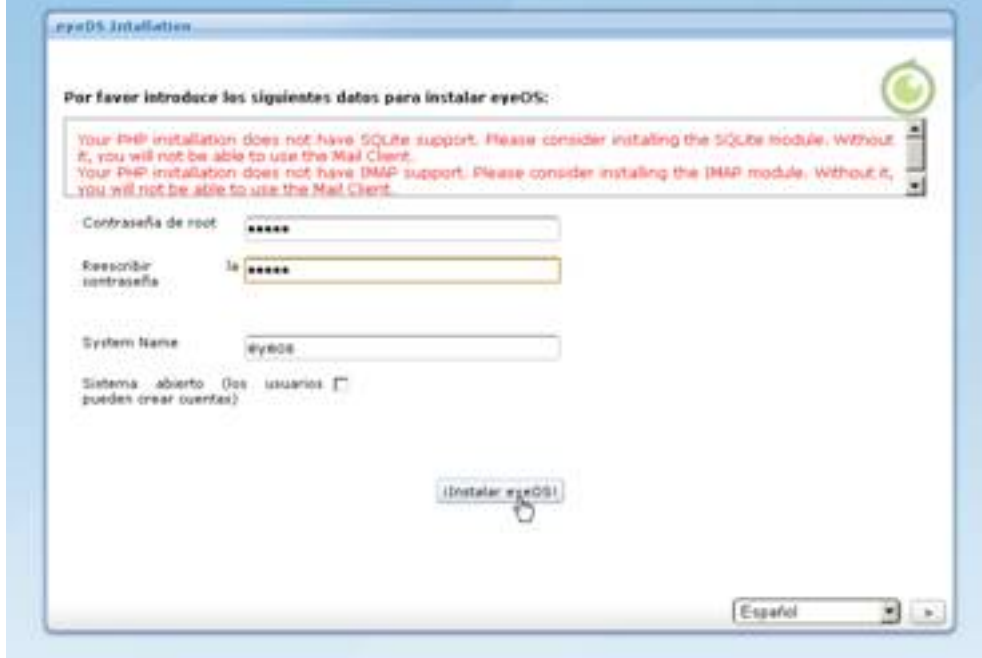 eyeOS Intallation
Por favor introduce los siguientes datos para instalar eyeOS:
Your PHP installation does not have SQLite support. Please consider installing the SQLite module. Without
it, you will not be able to use the Mail Client.
Your PHP installation does not have IMAP support. Please consider installing the IMAP module. Without it,
you will not be able to use the Mail Client.
Contraseña de root
Reescribir la
contraseña
System Name
eyeos
Sistema abierto (los usuarios
pueden crear cuentas)
¡Instalar eyeOS!
Español
>